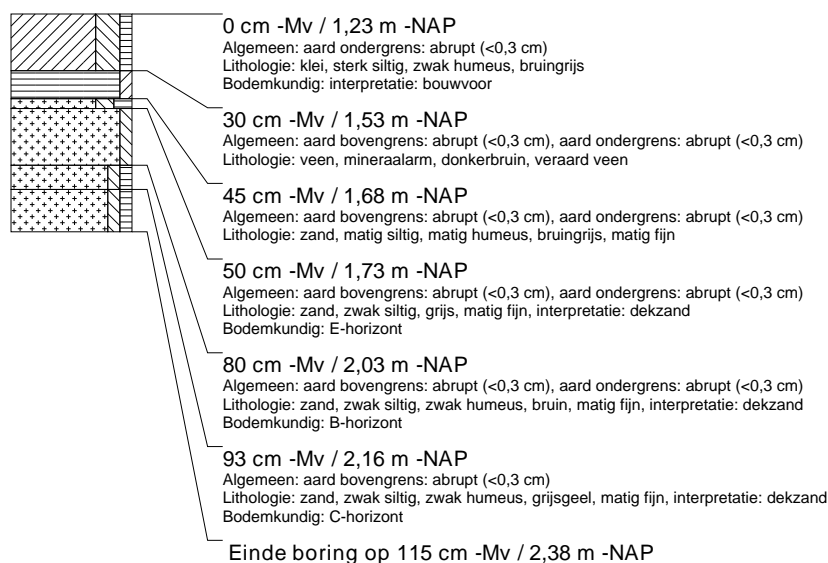 0 cm -Mv / 1,23 m -NAP
Algemeen: aard ondergrens: abrupt (<0,3 cm)
Lithologie: klei, sterk siltig, zwak humeus, bruingrijs
Bodemkundig: interpretatie: bouwvoor
30 cm -Mv / 1,53 m -NAP
Algemeen: aard bovengrens: abrupt (<0,3 cm), aard ondergrens: abrupt (<0,3 cm)
Lithologie: veen, mineraalarm, donkerbruin, veraard veen
45 cm -Mv / 1,68 m -NAP
Algemeen: aard bovengrens: abrupt (<0,3 cm), aard ondergrens: abrupt (<0,3 cm)
Lithologie: zand, matig siltig, matig humeus, bruingrijs, matig fijn
50 cm -Mv / 1,73 m -NAP
Algemeen: aard bovengrens: abrupt (<0,3 cm), aard ondergrens: abrupt (<0,3 cm)
Lithologie: zand, zwak siltig, grijs, matig fijn, interpretatie: dekzand
Bodemkundig: E-horizont
80 cm -Mv / 2,03 m -NAP
Algemeen: aard bovengrens: abrupt (<0,3 cm), aard ondergrens: abrupt (<0,3 cm)
Lithologie: zand, zwak siltig, zwak humeus, bruin, matig fijn, interpretatie: dekzand
Bodemkundig: B-horizont
93 cm -Mv / 2,16 m -NAP
Algemeen: aard bovengrens: abrupt (<0,3 cm)
Lithologie: zand, zwak siltig, zwak humeus, grijsgeel, matig fijn, interpretatie: dekzand
Bodemkundig: C-horizont
Einde boring op 115 cm -Mv / 2,38 m -NAP